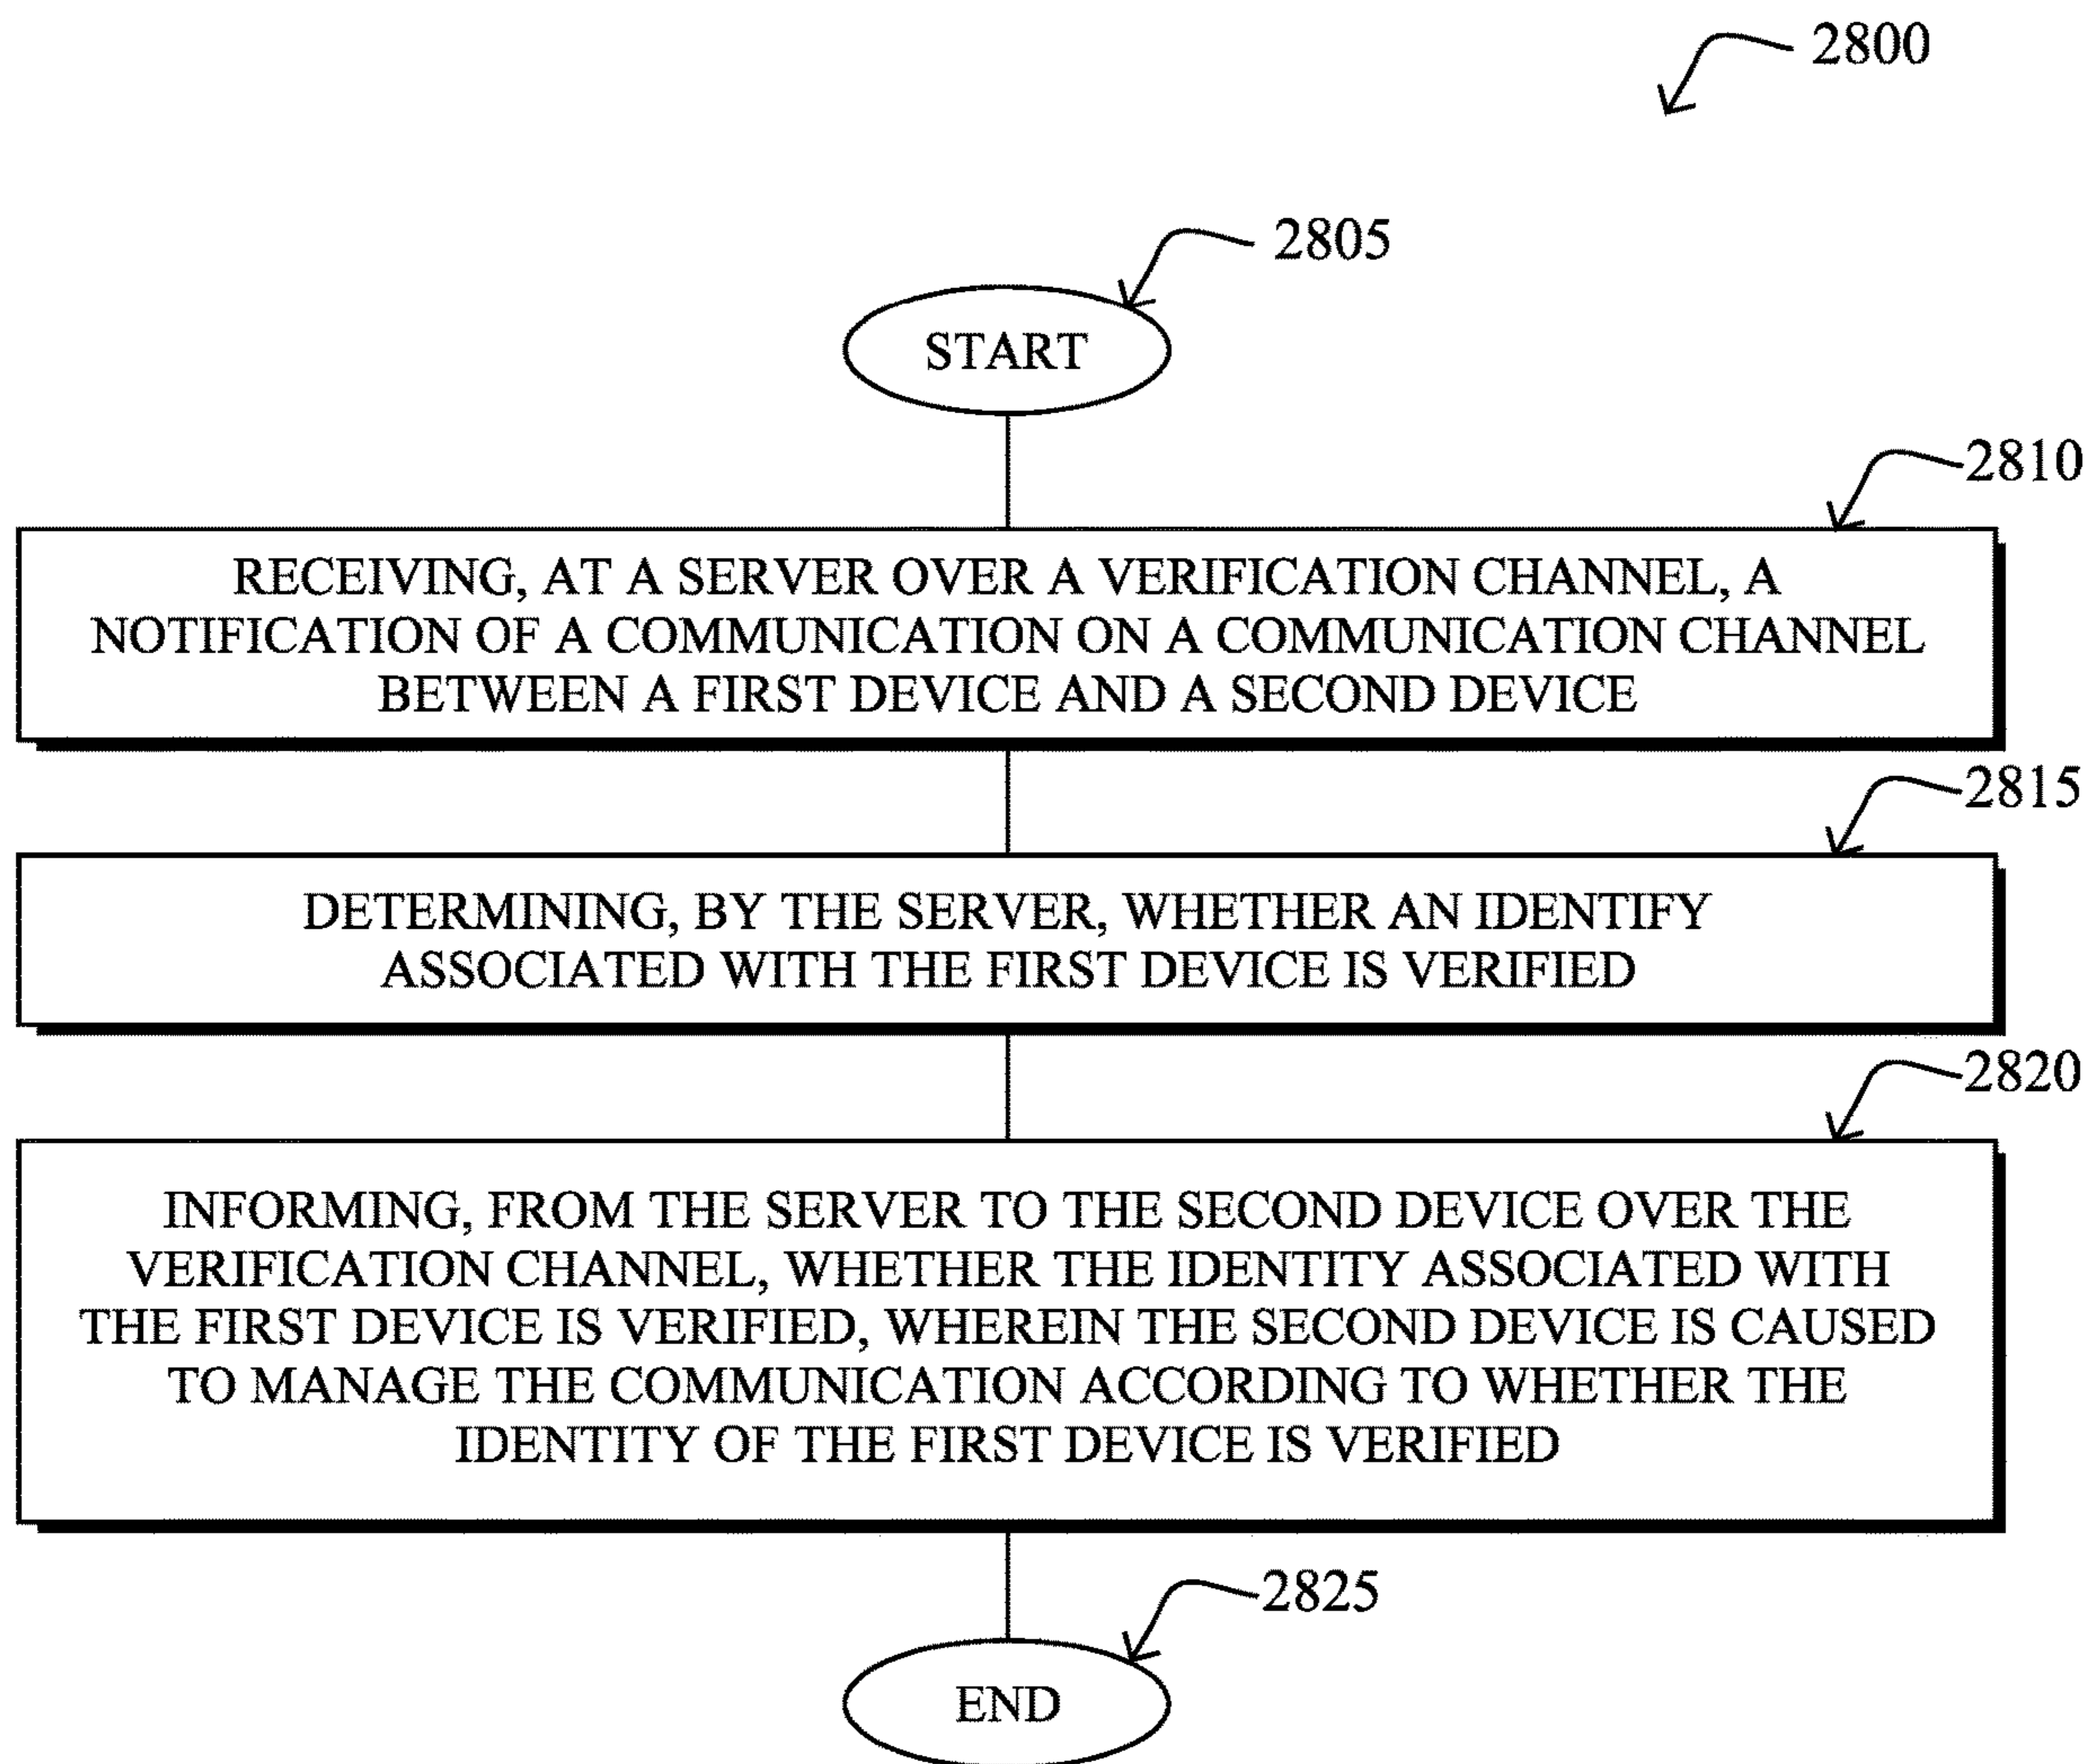 2800
2805
START
2810
RECEIVING, AT A SERVER OVER A VERIFICATION CHANNEL, A
NOTIFICATION OF A COMMUNICATION ON A COMMUNICATION CHANNEL
BETWEEN A FIRST DEVICE AND A SECOND DEVICE
2815
DETERMINING, BY THE SERVER, WHETHER AN IDENTIFY
ASSOCIATED WITH THE FIRST DEVICE IS VERIFIED
2820
INFORMING, FROM THE SERVER TO THE SECOND DEVICE OVER THE
VERIFICATION CHANNEL, WHETHER THE IDENTITY ASSOCIATED WITH
THE FIRST DEVICE IS VERIFIED, WHEREIN THE SECOND DEVICE IS CAUSED
TO MANAGE THE COMMUNICATION ACCORDING TO WHETHER THE
IDENTITY OF THE FIRST DEVICE IS VERIFIED
2825
END